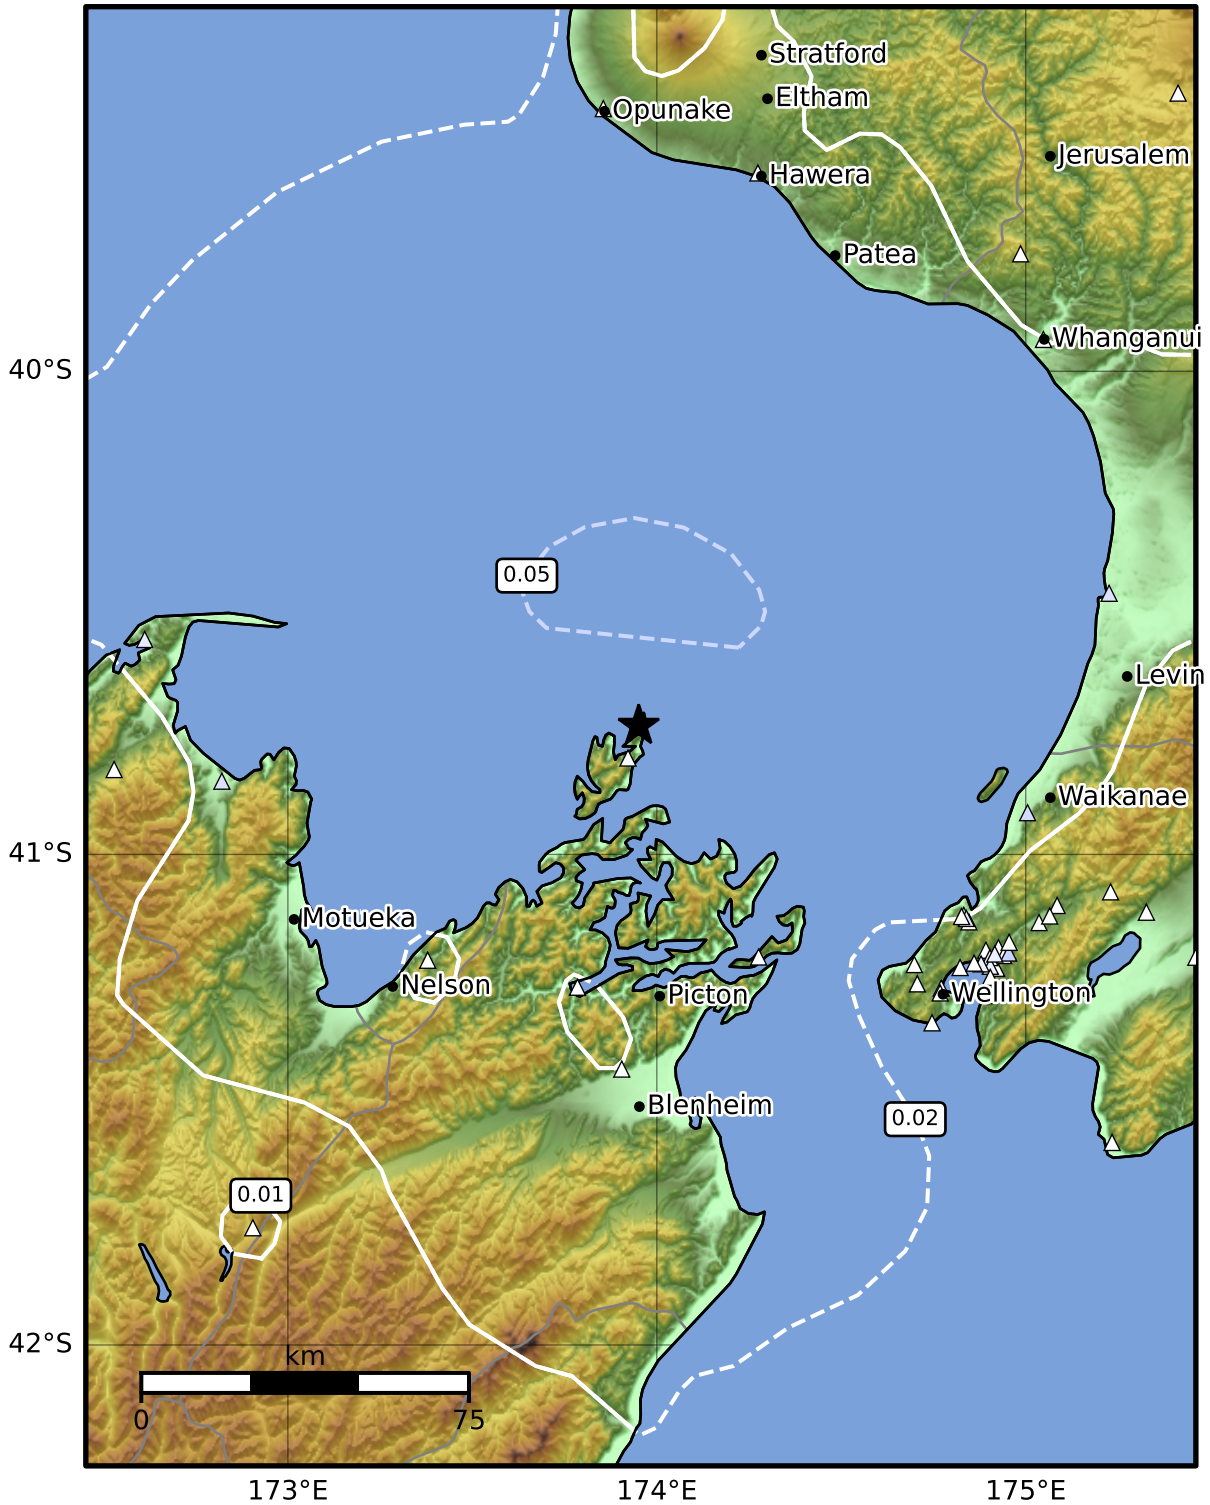 Stratford
Eltham
Opunake
Jerusalem
Hawera
Patea
Whanganui
40°S
0.05
Levin
Waikanae
41°S
Motueka
Nelson
Picton
Wellington
Blenheim
0.02
0.01
42°S
km
0 75
173°E 174°E 175°E